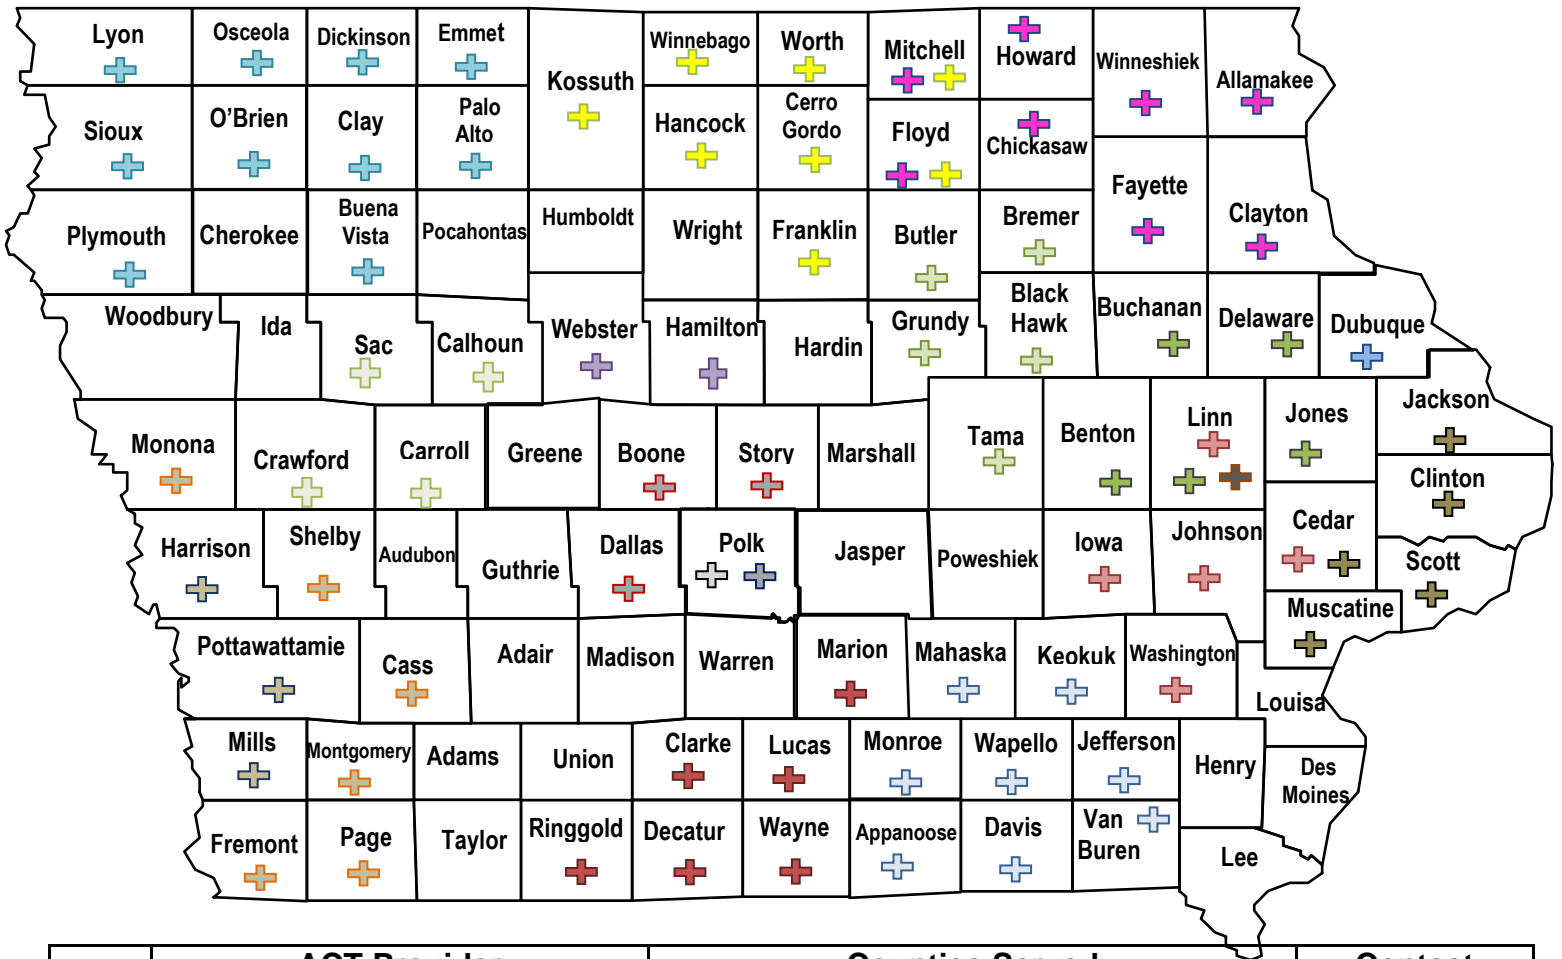 Lyon
Osceola
Dickinson
Emmet
Kossuth
Winnebago
Worth
Mitchell
Howard
Winneshiek
Allamakee
Sioux
O’Brien
Clay
Palo
Alto
Hancock
Cerro
Gordo
Floyd
Chickasaw
Plymouth
Cherokee
Buena
Vista
Pocahontas
Humboldt
Wright
Franklin
Butler
Bremer
Fayette
Clayton
Woodbury
Ida
Sac
Calhoun
Webster
Hamilton
Hardin
Grundy
Black
Hawk
Buchanan
Delaware
Dubuque
Monona
Crawford
Carroll
Greene
Boone
Story
Marshall
Tama
Benton
Linn
Jones
Jackson
Clinton
Harrison
Shelby
Audubon
Guthrie
Dallas
Polk
Jasper
Poweshiek
Iowa
Johnson
Cedar
Scott
Muscatine
Pottawattamie
Cass
Adair
Madison
Warren
Marion
Mahaska
Keokuk
Washington
Louisa
Mills
Montgomery
Adams
Union
Clarke
Lucas
Monroe
Wapello
Jefferson
Henry
Des
Moines
Fremont
Page
Taylor
Ringgold
Decatur
Wayne
Appanoose
Davis
Van
Buren
Lee
ACT Provider
Counties Served
Contact